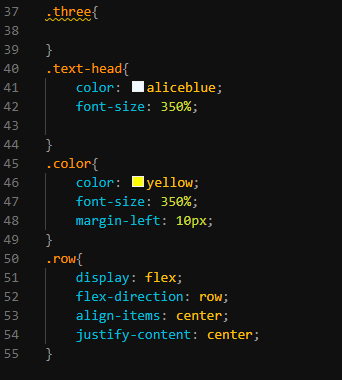 37 .three{
38
39 }
40 .text-head{
41 color: aliceblue;
42 font-size: 350%;
43
44 }
45 .color{
46 color: yellow;
47 font-size: 350%;
48 margin-left: 10px;
49 }
50 .row{
51 display: flex;
52 flex-direction: row;
53 align-items: center;
54 justify-content: center;
55 }